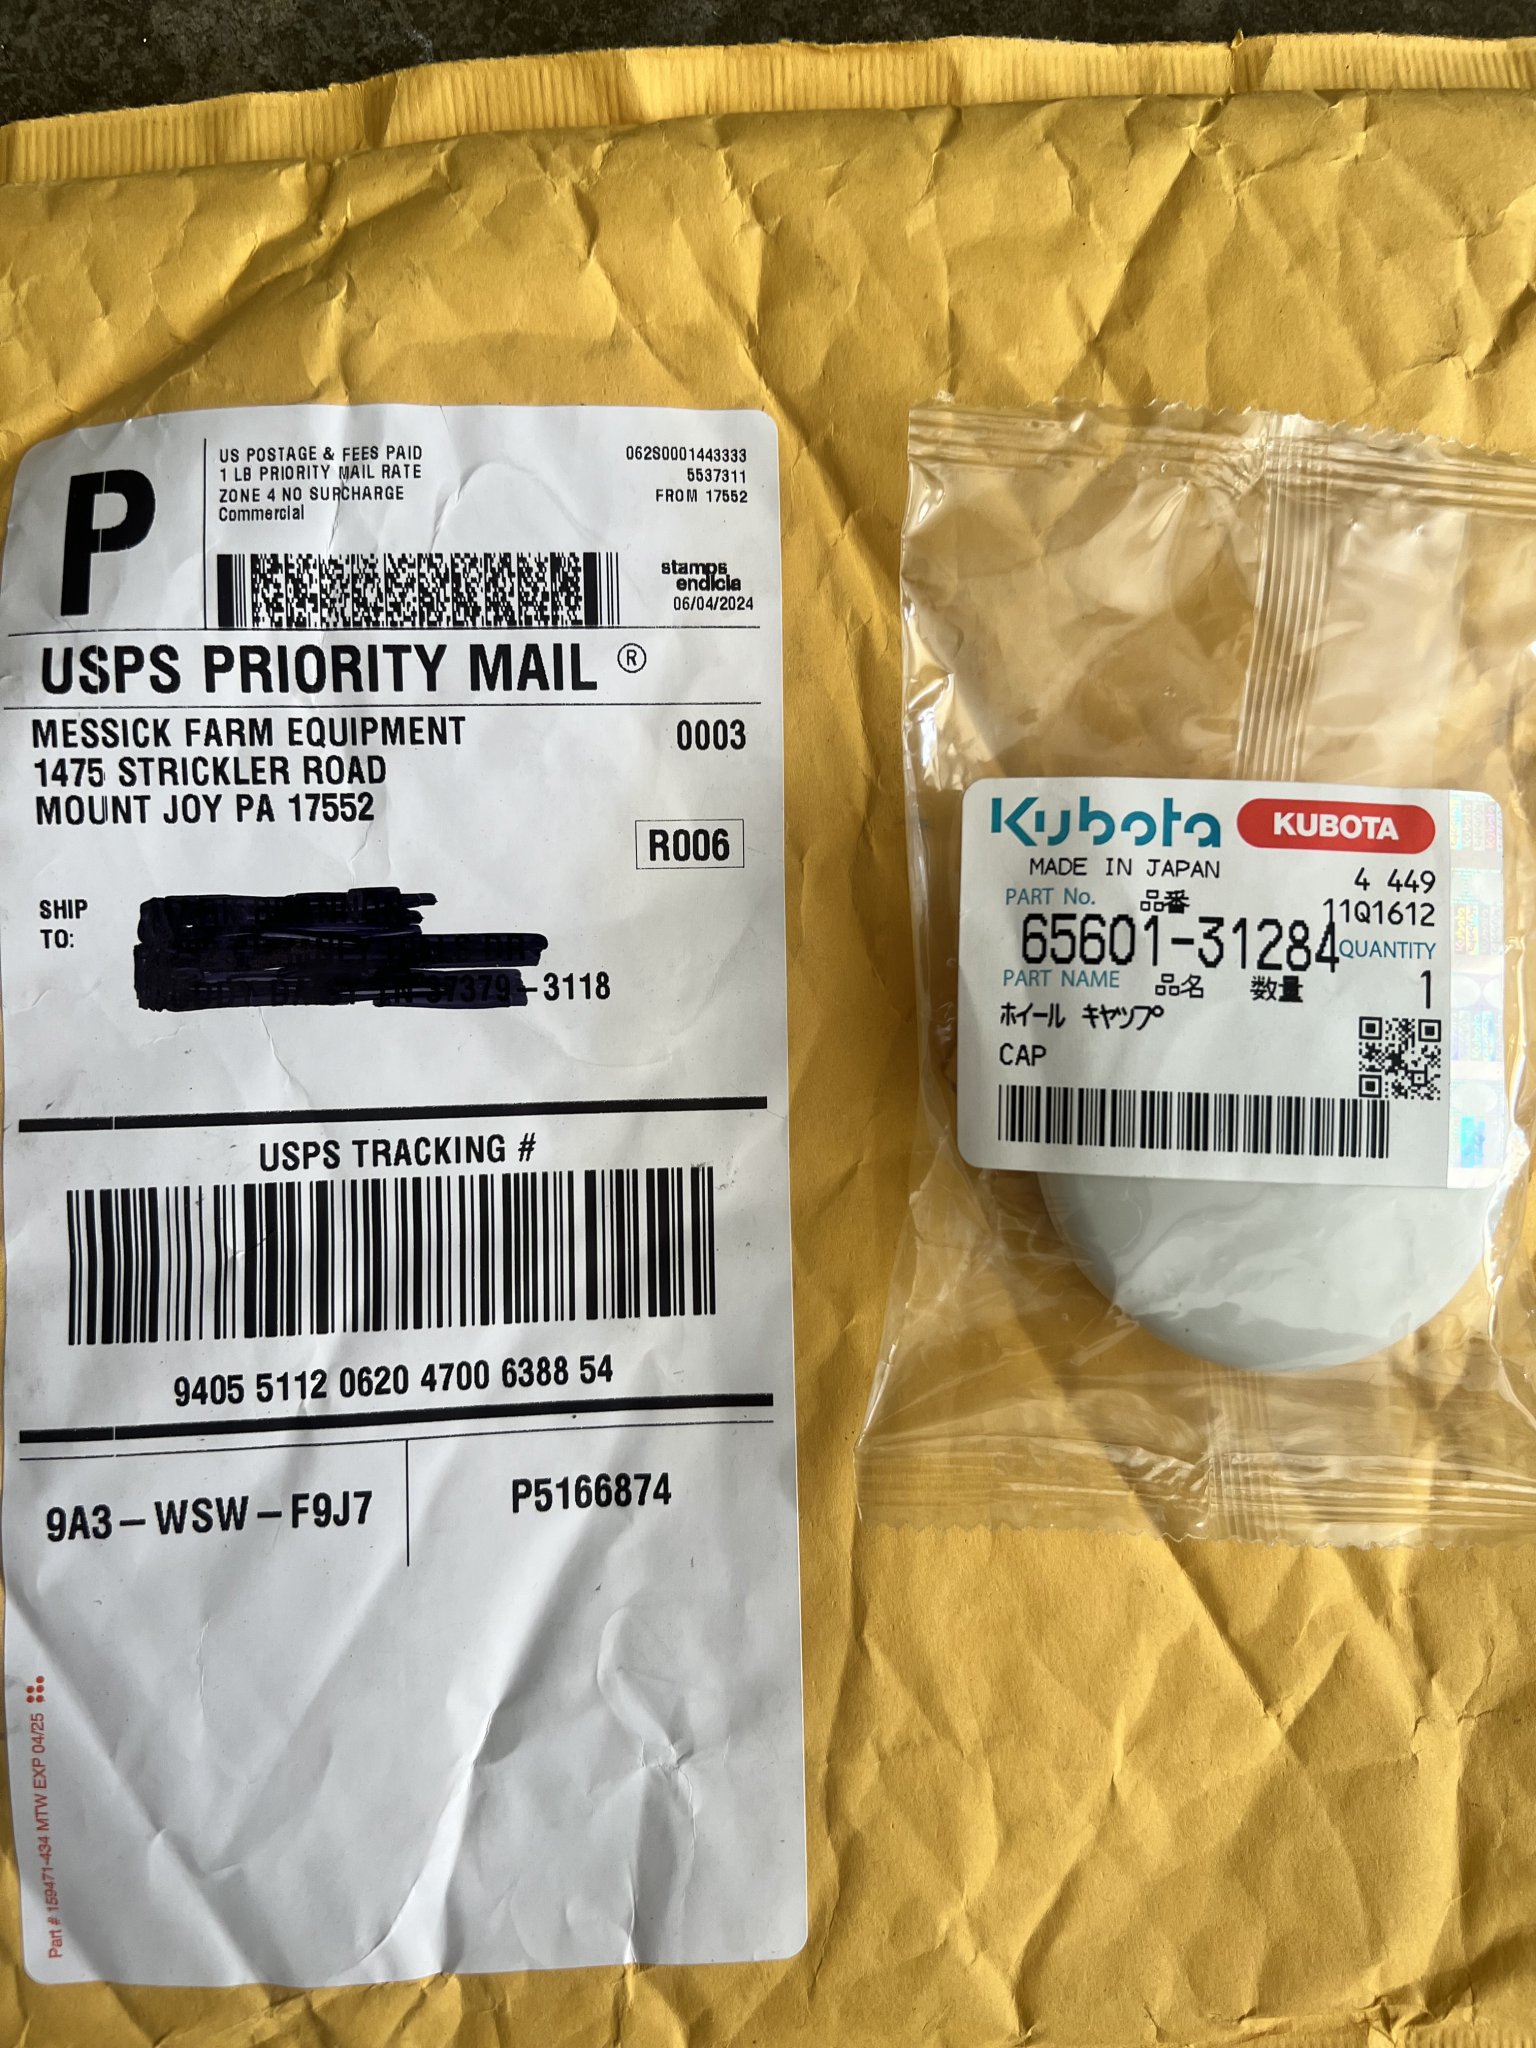 P
US POSTAGE & FEES PAID
1 LB PRIORITY MAIL RATE
ZONE 4 NO SURCHARGE
Commercial
062S0001443333
5537311
FROM 17552
stamps
endicia
06/04/2024
USPS PRIORITY MAIL ®
MESSICK FARM EQUIPMENT
1475 STRICKLER ROAD
MOUNT JOY PA 17552
0003
R006
SHIP
TO:
-3118
USPS TRACKING #
9405 5112 0620 4700 6388 54
9A3-WSW-F9J7
P5166874
Part # 159471-434 MTW EXP 04/25
Kubota KUBOTA
MADE IN JAPAN
4 449
PART No. 品番
11Q1612
65601-31284
QUANTITY
PART NAME 品名 数量
1
ホイール キャップ
CAP